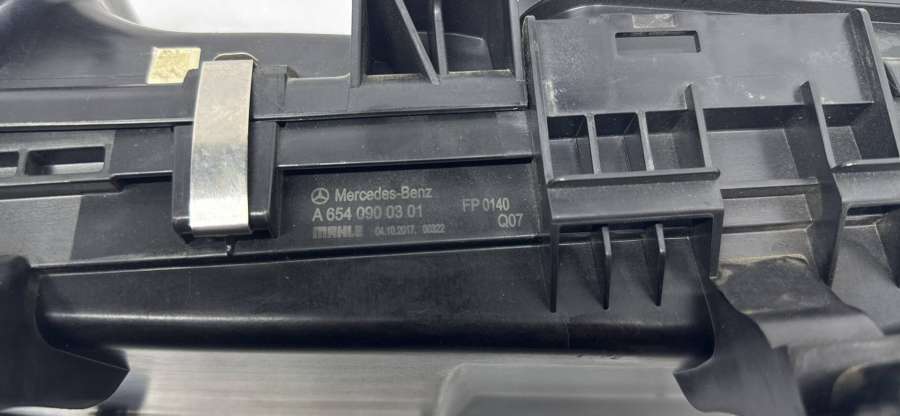 Mercedes-Benz
A 654 090 03 01 FP 0140
MAHLE 04.10.2017. 00322 Q07